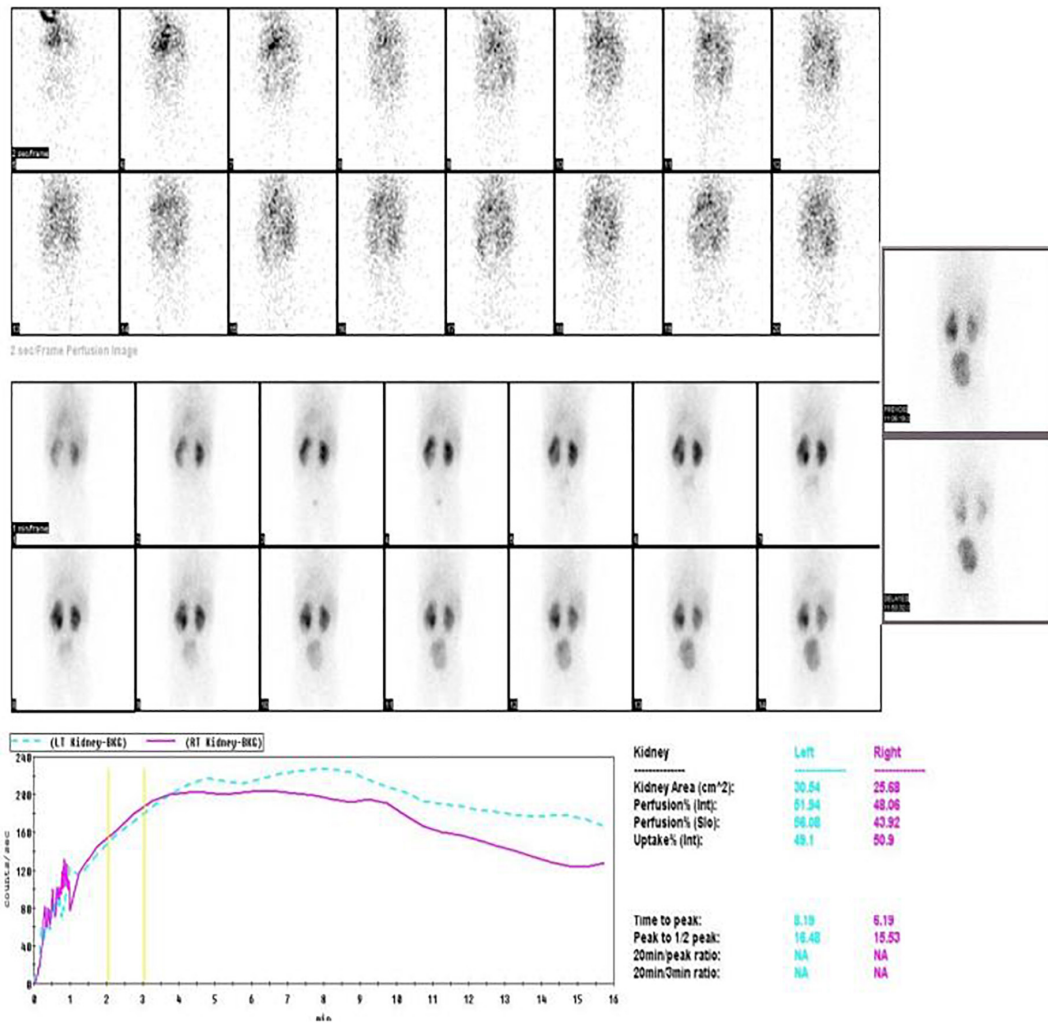 2 sec/frame
2 sec/Frame Perfusion Image
1 min/frame
PREVOID
DELAYED
(LT Kidney-BKG) (RT Kidney-BKG)
240
200
160
120
80
40
0
counts/sec
0 1 2 3 4 5 6 7 8 9 10 11 12 13 14 15 16
min
Kidney Left Right
Kidney Area (cm^2): 30.54 25.68
Perfusion% (Int): 51.94 48.06
Perfusion% (Slo): 56.08 43.92
Uptake% (Int): 49.1 50.9
Time to peak: 8.19 6.19
Peak to 1/2 peak: 16.48 15.53
20min/peak ratio: NA NA
20min/3min ratio: NA NA